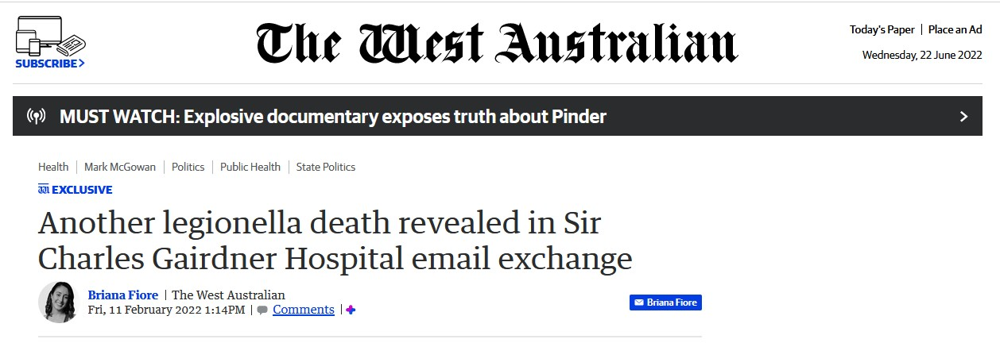 SUBSCRIBE>
The West Australian
Today's Paper | Place an Ad
Wednesday, 22 June 2022
MUST WATCH: Explosive documentary exposes truth about Pinder
Health | Mark McGowan | Politics | Public Health | State Politics
EXCLUSIVE
Another legionella death revealed in Sir
Charles Gairdner Hospital email exchange
Briana Fiore | The West Australian
Fri, 11 February 2022 1:14PM | Comments |
Briana Fiore